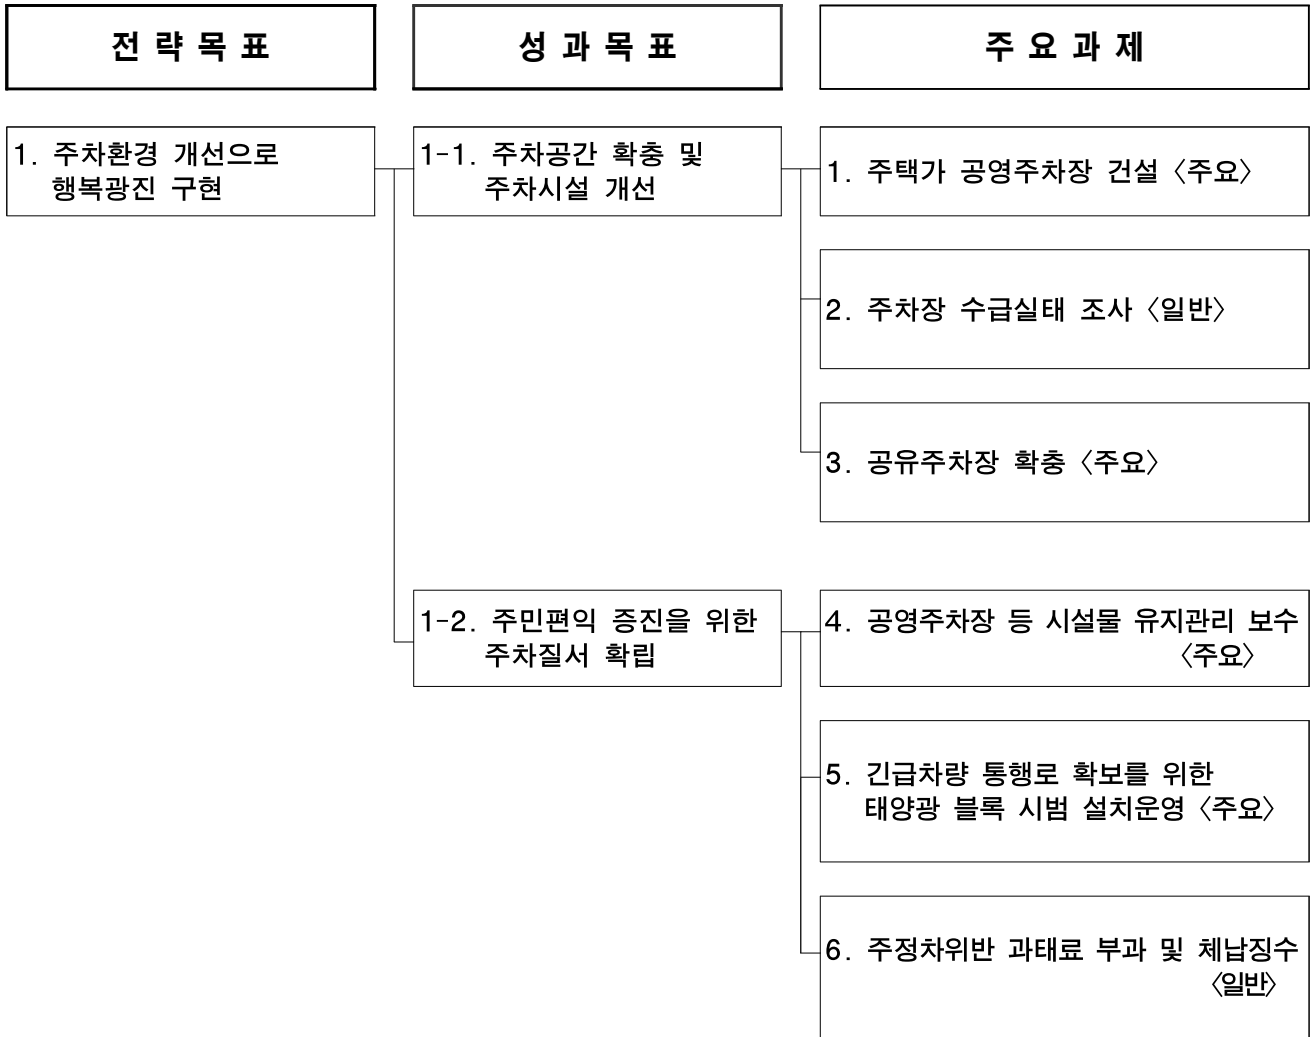 전 략 목 표
성 과 목 표
주 요 과 제
1. 주차환경 개선으로
행복광진 구현
1-1. 주차공간 확충 및
주차시설 개선
1. 주택가 공영주차장 건설〈주요〉
2. 주차장 수급실태 조사〈일반〉
3. 공유주차장 확충〈주요〉
1-2. 주민편익 증진을 위한
주차질서 확립
4. 공영주차장 등 시설물 유지관리 보수
〈주요〉
5. 긴급차량 통행로 확보를 위한
태양광 블록 시범 설치운영〈주요〉
6. 주정차위반 과태료 부과 및 체납징수
〈일반〉